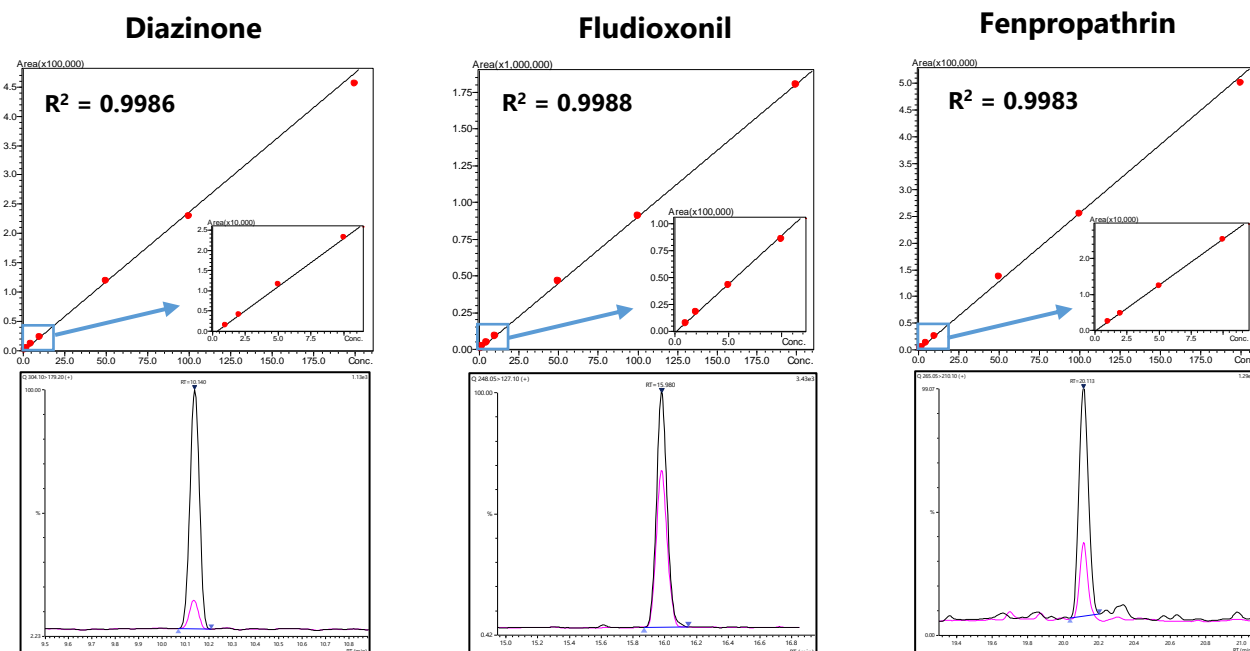 Diazinone
Area(x100,000)
R² = 0.9986
4.5
4.0
3.5
3.0
2.5
2.0
1.5
1.0
0.5
0.0
0.0 25.0 50.0 75.0 100.0 125.0 150.0 175.0 Conc.
Area(x10,000)
2.5
2.0
1.5
1.0
0.5
0.0
0.0 2.5 5.0 7.5 Conc.
Q 304.10>179.20 (+) 1.13e3
RT=10.140
100.00
%
2.23
9.5 9.6 9.7 9.8 9.9 10.0 10.1 10.2 10.3 10.4 10.5 10.6 10.7 10.8
Fludioxonil
Area(x1,000,000)
R² = 0.9988
1.75
1.50
1.25
1.00
0.75
0.50
0.25
0.00
0.0 25.0 50.0 75.0 100.0 125.0 150.0 175.0 Conc.
Area(x100,000)
1.00
0.75
0.50
0.25
0.00
0.0 5.0 Conc.
Q 248.05>127.10 (+) 3.43e3
RT=15.980
100.00
%
0.42
15.0 15.2 15.4 15.6 15.8 16.0 16.2 16.4 16.6 16.8
Fenpropathrin
Area(x100,000)
R² = 0.9983
5.0
4.5
4.0
3.5
3.0
2.5
2.0
1.5
1.0
0.5
0.0
0.0 25.0 50.0 75.0 100.0 125.0 150.0 175.0
Area(x10,000)
2.0
1.0
0.0
0.0 2.5 5.0 7.5 Conc.
Q 265.05>210.10 (+)
RT=20.113
99.07
%
0.00
19.4 19.6 19.8 20.0 20.2 20.4 20.6 20.8 21.0